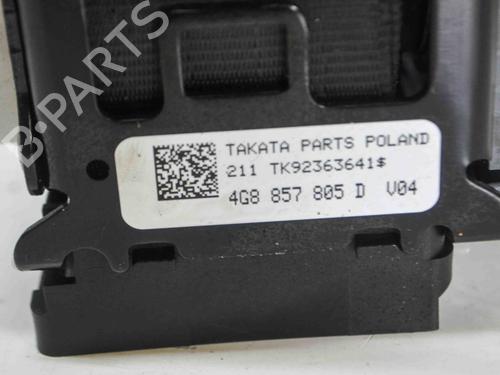 B-PARTS
TAKATA PARTS POLAND
211 TK92363641$
4G8 857 805 D V04